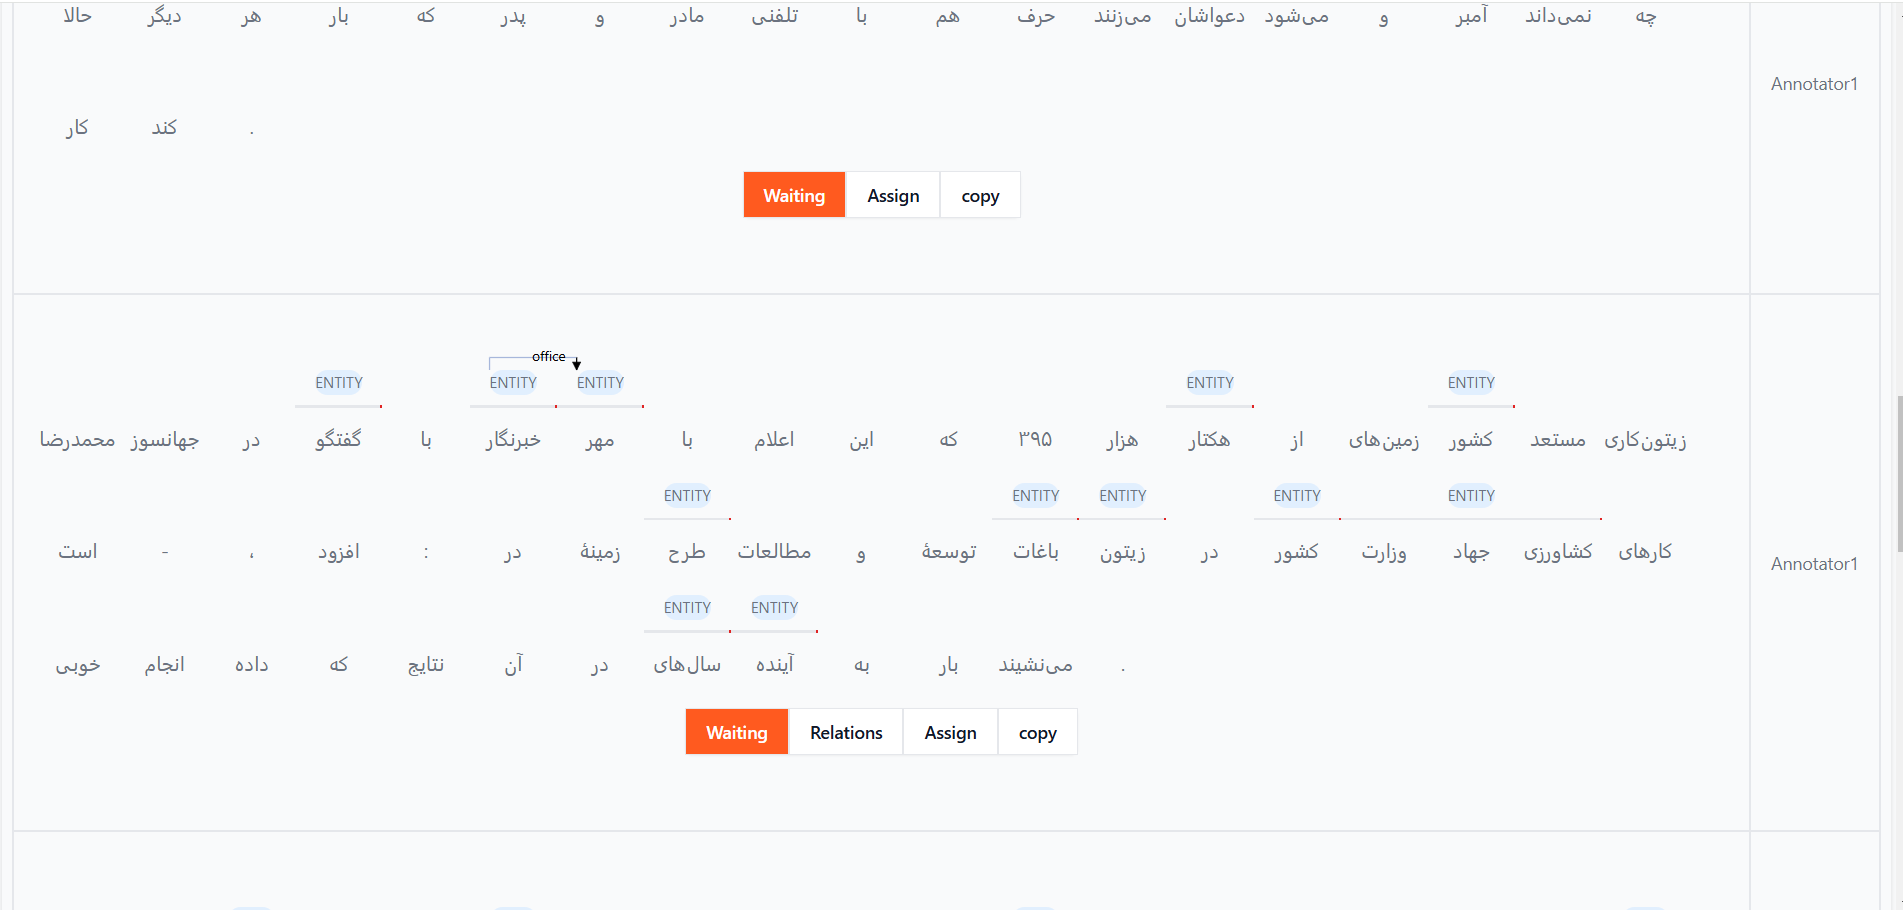 حالا دیگر هر بار که پدر و مادر تلفنی با هم حرف می‌زنند دعواشان می‌شود و آمبر نمی‌داند چه
Annotator1
کار کند .
Waiting Assign copy
office
ENTITY ENTITY ENTITY ENTITY ENTITY
محمدرضا جهانسوز در گفتگو با خبرنگار مهر با اعلام این که ۳۹۵ هزار هکتار از زمین‌های کشور مستعد زیتون‌کاری
ENTITY ENTITY ENTITY ENTITY ENTITY
است - ، افزود : در زمینهٔ طرح مطالعات و توسعهٔ باغات زیتون در کشور وزارت جهاد کشاورزی کارهای
Annotator1
ENTITY ENTITY
خوبی انجام داده که نتایج آن در سال‌های آینده به بار می‌نشیند .
Waiting Relations Assign copy